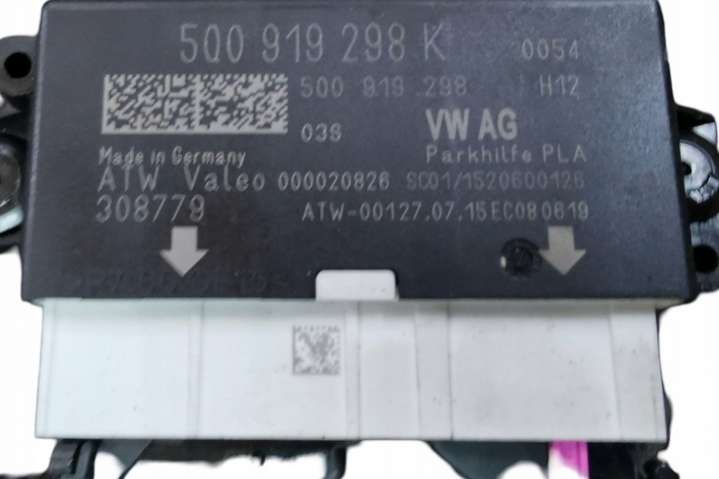 5Q0 919 298 K 0054
5Q0 919 298 H12
03S VW AG
Made in Germany Parkhilfe PLA
ATW Valeo 000020826 SC01/1520600126
308779 ATW-00127.07.15EC080619